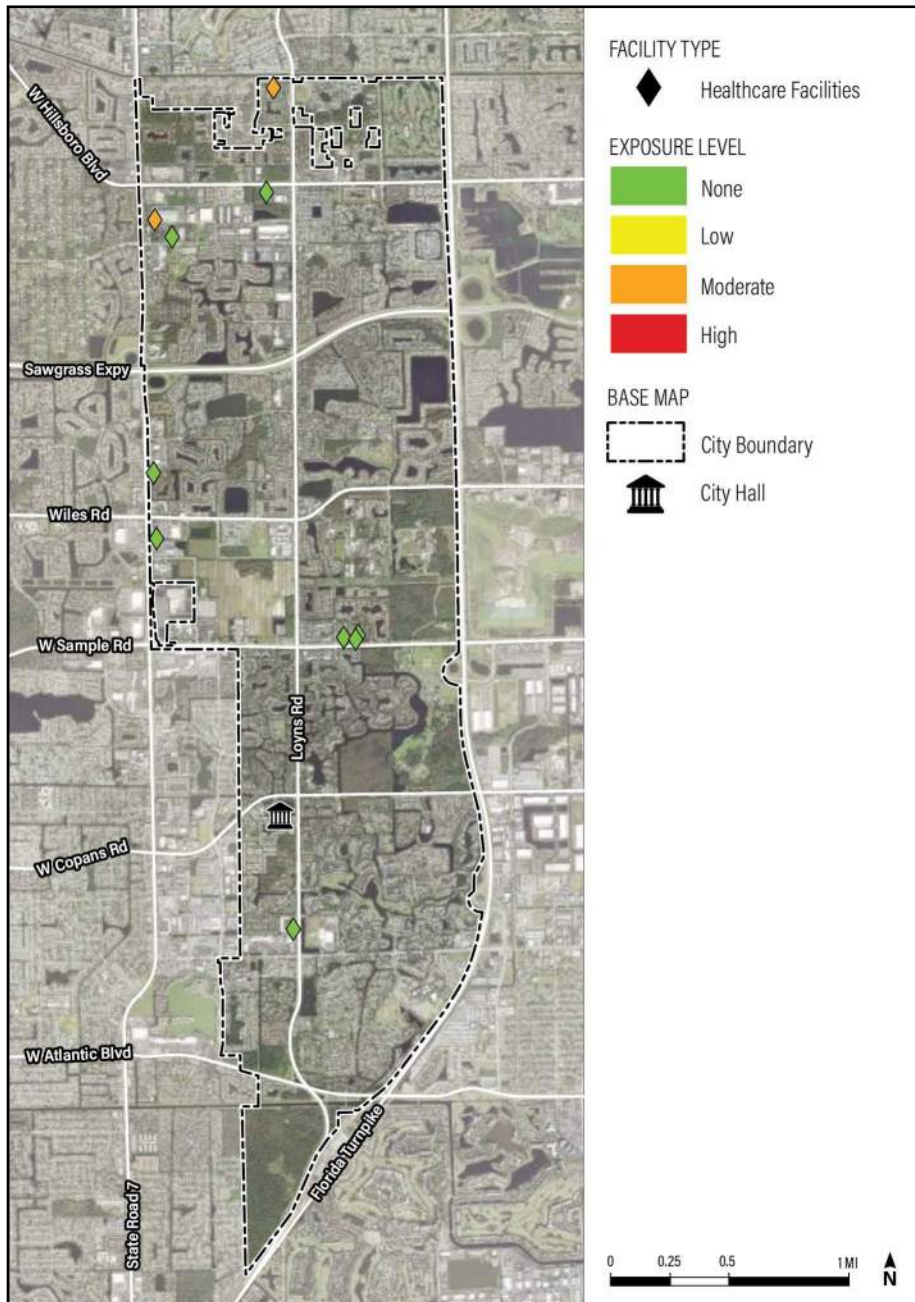 W Hillsboro Blvd
Sawgrass Expy
Wiles Rd
W Sample Rd
Loyns Rd
W Copans Rd
W Atlantic Blvd
State Road 7
Florida Turnpike
FACILITY TYPE
Healthcare Facilities
EXPOSURE LEVEL
None
Low
Moderate
High
BASE MAP
City Boundary
City Hall
0 0.25 0.5 1 MI
N